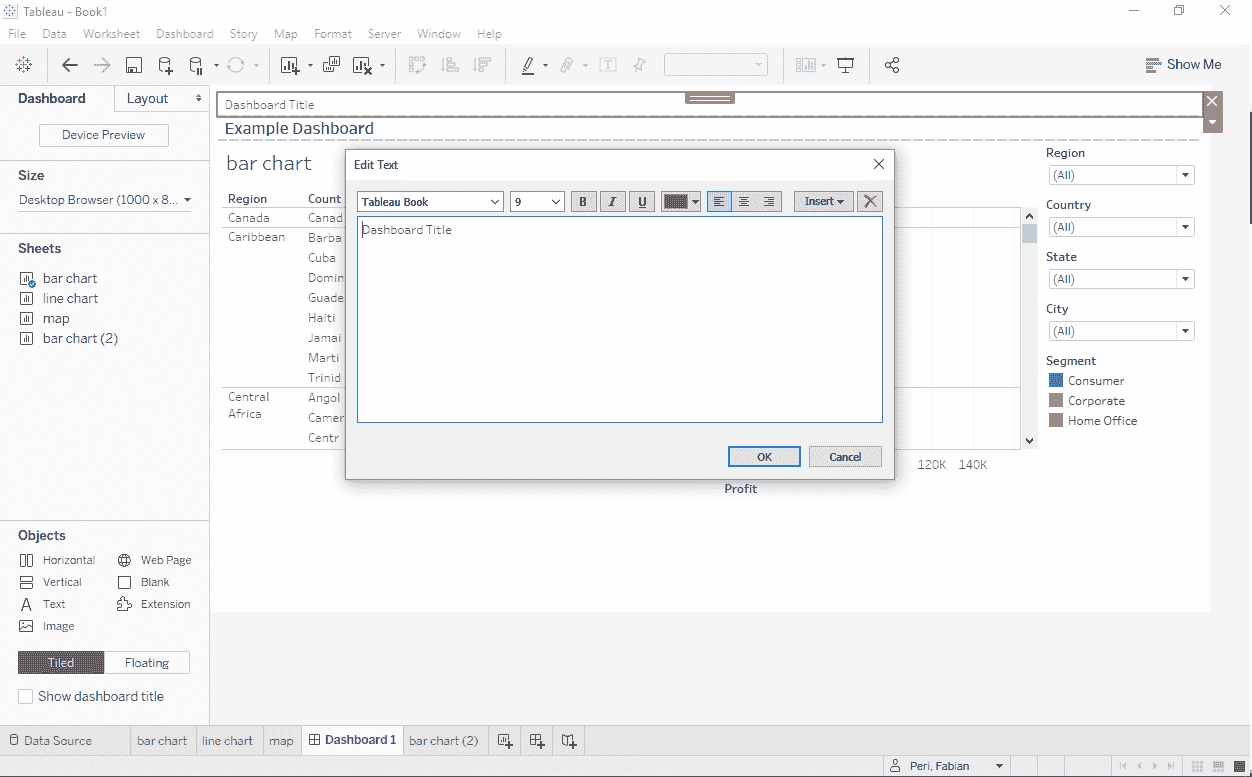 Tableau - Book1
File Data Worksheet Dashboard Story Map Format Server Window Help
Show Me
Dashboard Layout
Device Preview
Size
Desktop Browser (1000 x 8...
Sheets
bar chart
line chart
map
bar chart (2)
Objects
Horizontal Web Page
Vertical Blank
Text Extension
Image
Tiled Floating
Show dashboard title
Dashboard Title
Example Dashboard
bar chart
Region Count
Canada Canad
Caribbean Barba
Cuba
Domin
Guade
Haiti
Jamai
Marti
Trinid
Central Angol
Africa Camer
Centr
Edit Text
Tableau Book 9 B I U Insert
Dashboard Title
OK Cancel
120K 140K
Profit
Region
(All)
Country
(All)
State
(All)
City
(All)
Segment
Consumer
Corporate
Home Office
Data Source bar chart line chart map Dashboard 1 bar chart (2)
Peri, Fabian